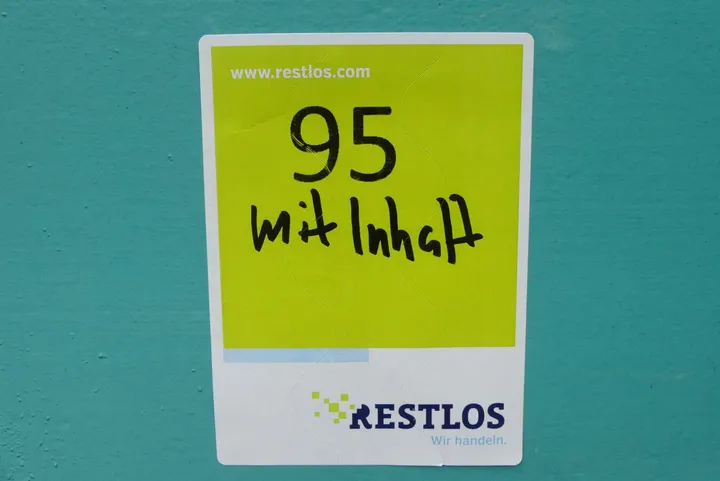 www.restlos.com
95
mit Inhalt
RESTLOS
Wir handeln.